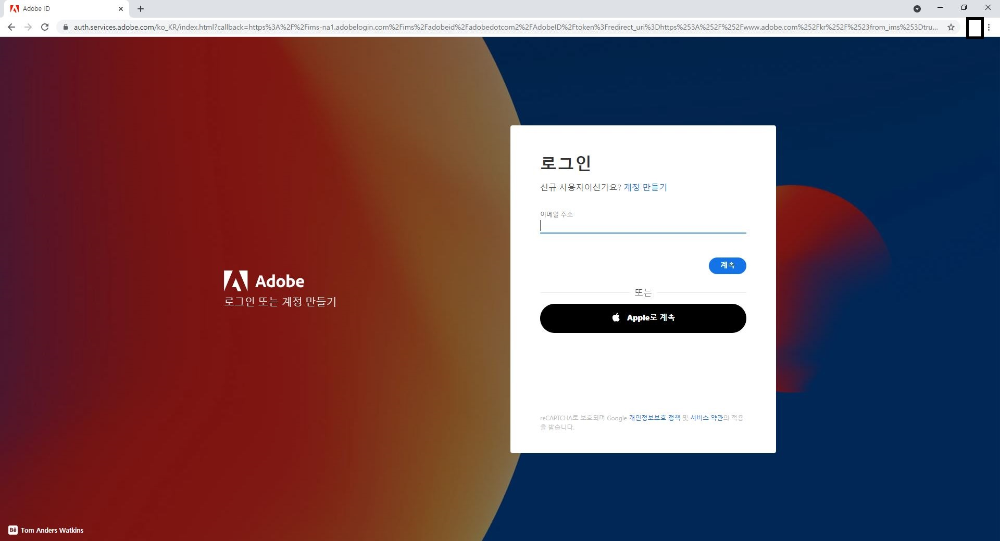 Adobe ID
auth.services.adobe.com/ko_KR/index.html?callback=https%3A%2F%2Fims-na1.adobelogin.com%2Fims%2Fadobeid%2Fadobedotcom2%2FAdobeID%2Ftoken%3Fredirect_uri%3Dhttps%253A%252F%252Fwww.adobe.com%252Fkr%252F%2523from_ims%253Dtru...
로그인
신규 사용자이신가요? 계정 만들기
이메일 주소
계속
또는
Apple로 계속
reCAPTCHA로 보호되며 Google 개인정보보호 정책 및 서비스 약관의 적용
을 받습니다.
Adobe
로그인 또는 계정 만들기
Bē Tom Anders Watkins